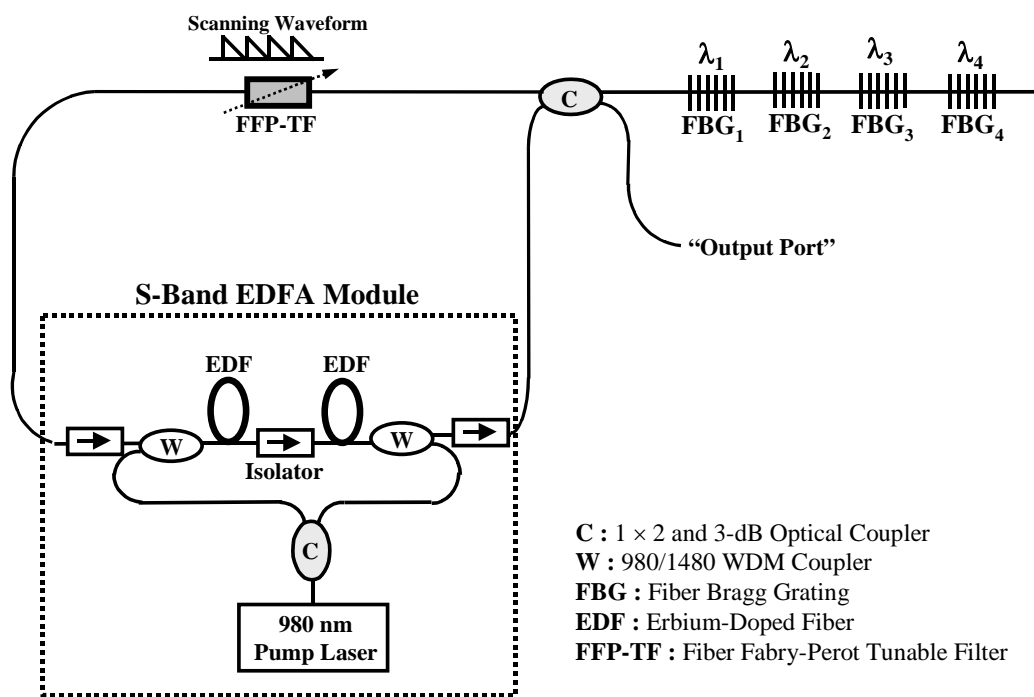 Scanning Waveform
FFP-TF
C
λ1
λ2
λ3
λ4
FBG1
FBG2
FBG3
FBG4
“Output Port”
S-Band EDFA Module
EDF
EDF
W
W
Isolator
C
980 nm
Pump Laser
C : 1 × 2 and 3-dB Optical Coupler
W : 980/1480 WDM Coupler
FBG : Fiber Bragg Grating
EDF : Erbium-Doped Fiber
FFP-TF : Fiber Fabry-Perot Tunable Filter